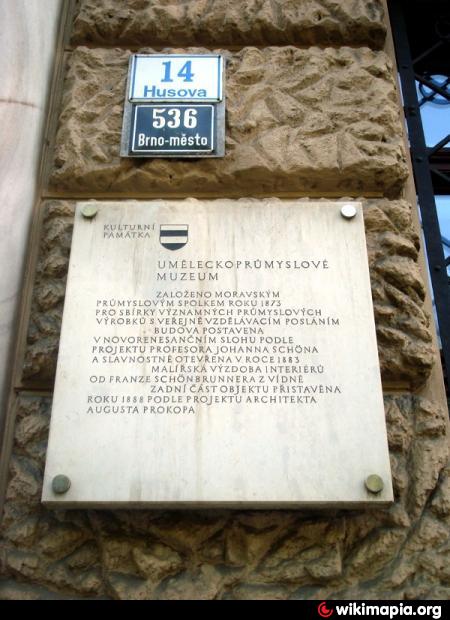 14
Husova
536
Brno-město
KULTURNÍ
PAMÁTKA
UMĚLECKOPRŮMYSLOVÉ
MUZEUM
ZALOŽENO MORAVSKÝM
PRŮMYSLOVÝM SPOLKEM ROKU 1873
PRO SBÍRKY VÝZNAMNÝCH PRŮMYSLOVÝCH
VÝROBKŮ S VEŘEJNĚ VZDĚLÁVACÍM POSLÁNÍM
BUDOVA POSTAVENA
V NOVORENESANČNÍM SLOHU PODLE
PROJEKTU PROFESORA JOHANNA SCHÖNA
A SLAVNOSTNĚ OTEVŘENA V ROCE 1883
MALÍŘSKÁ VÝZDOBA INTERIÉRŮ
OD FRANZE SCHÖNBRUNNERA Z VÍDNĚ
ZADNÍ ČÁST OBJEKTU PŘISTAVĚNA
ROKU 1888 PODLE PROJEKTU ARCHITEKTA
AUGUSTA PROKOPA
wikimapia.org